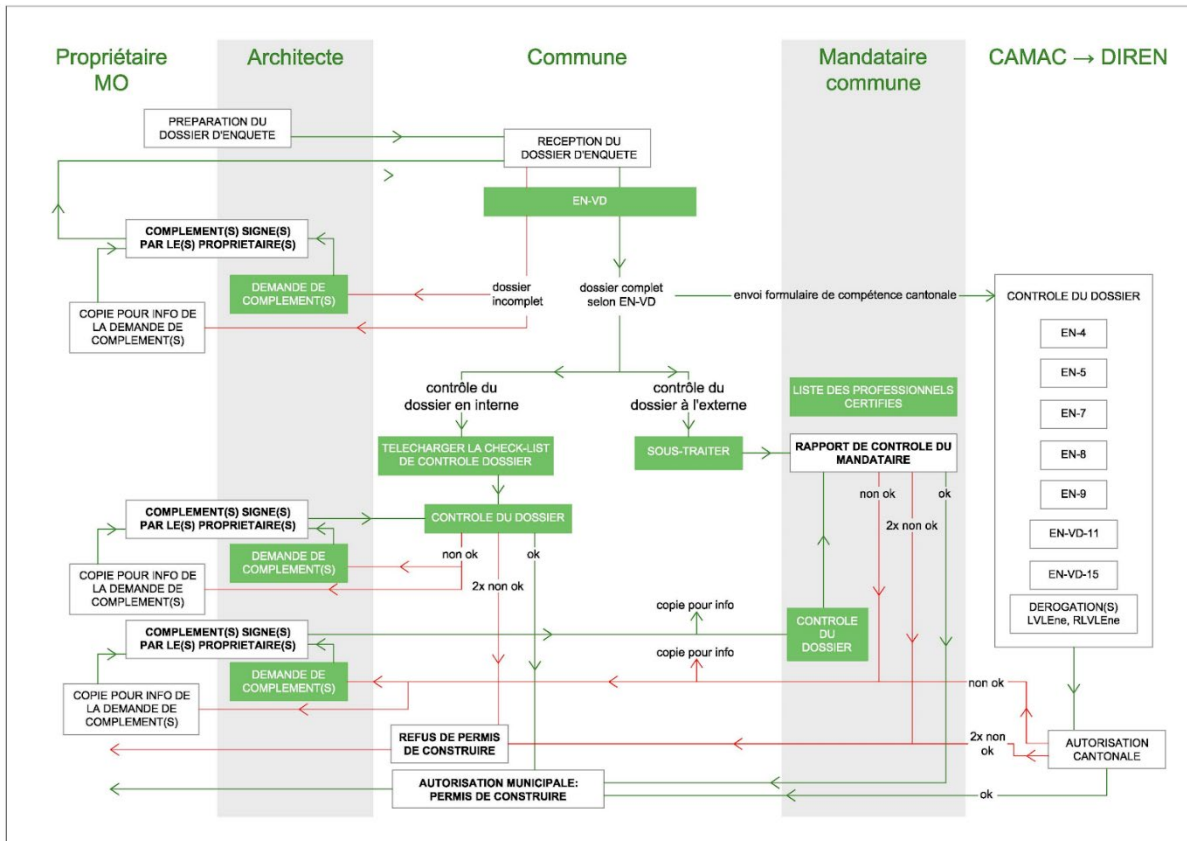 Propriétaire
MO
Architecte
Commune
Mandataire
commune
CAMAC → DIREN
PREPARATION DU
DOSSIER D'ENQUETE
RECEPTION DU
DOSSIER D'ENQUETE
EN-VD
COMPLEMENT(S) SIGNE(S)
PAR LE(S) PROPRIETAIRE(S)
DEMANDE DE
COMPLEMENT(S)
COPIE POUR INFO DE
LA DEMANDE DE
COMPLEMENT(S)
dossier
incomplet
dossier complet
selon EN-VD
envoi formulaire de compétence cantonale
CONTROLE DU DOSSIER
EN-4
EN-5
EN-7
EN-8
EN-9
EN-VD-11
EN-VD-15
DEROGATION(S)
LVLEne, RLVLEne
contrôle du
dossier en interne
contrôle du
dossier à l'externe
LISTE DES PROFESSIONNELS
CERTIFIES
TELECHARGER LA CHECK-LIST
DE CONTROLE DOSSIER
SOUS-TRAITER
RAPPORT DE CONTROLE DU
MANDATAIRE
non ok
2x non ok
ok
COMPLEMENT(S) SIGNE(S)
PAR LE(S) PROPRIETAIRE(S)
CONTROLE DU DOSSIER
DEMANDE DE
COMPLEMENT(S)
COPIE POUR INFO DE
LA DEMANDE DE
COMPLEMENT(S)
non ok
2x non ok
ok
COMPLEMENT(S) SIGNE(S)
PAR LE(S) PROPRIETAIRE(S)
copie pour info
CONTROLE
DU
DOSSIER
DEMANDE DE
COMPLEMENT(S)
copie pour info
COPIE POUR INFO DE
LA DEMANDE DE
COMPLEMENT(S)
non ok
REFUS DE PERMIS
DE CONSTRUIRE
2x non
ok
AUTORISATION
CANTONALE
AUTORISATION MUNICIPALE:
PERMIS DE CONSTRUIRE
ok